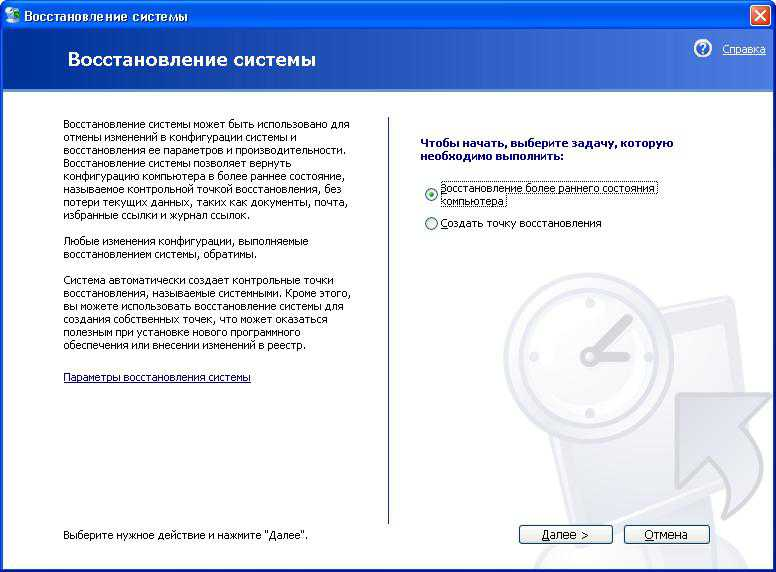 Восстановление системы
Восстановление системы
Справка
Восстановление системы может быть использовано для
отмены изменений в конфигурации системы и
восстановления ее параметров и производительности.
Восстановление системы позволяет вернуть
конфигурацию компьютера в более раннее состояние,
называемое контрольной точкой восстановления, без
потери текущих данных, таких как документы, почта,
избранные ссылки и журнал ссылок.
Любые изменения конфигурации, выполняемые
восстановлением системы, обратимы.
Система автоматически создает контрольные точки
восстановления, называемые системными. Кроме этого,
вы можете использовать восстановление системы для
создания собственных точек, что может оказаться
полезным при установке нового программного
обеспечения или внесении изменений в реестр.
Параметры восстановления системы
Чтобы начать, выберите задачу, которую
необходимо выполнить:
Восстановление более раннего состояния
компьютера
Создать точку восстановления
Выберите нужное действие и нажмите "Далее".
Далее >
Отмена